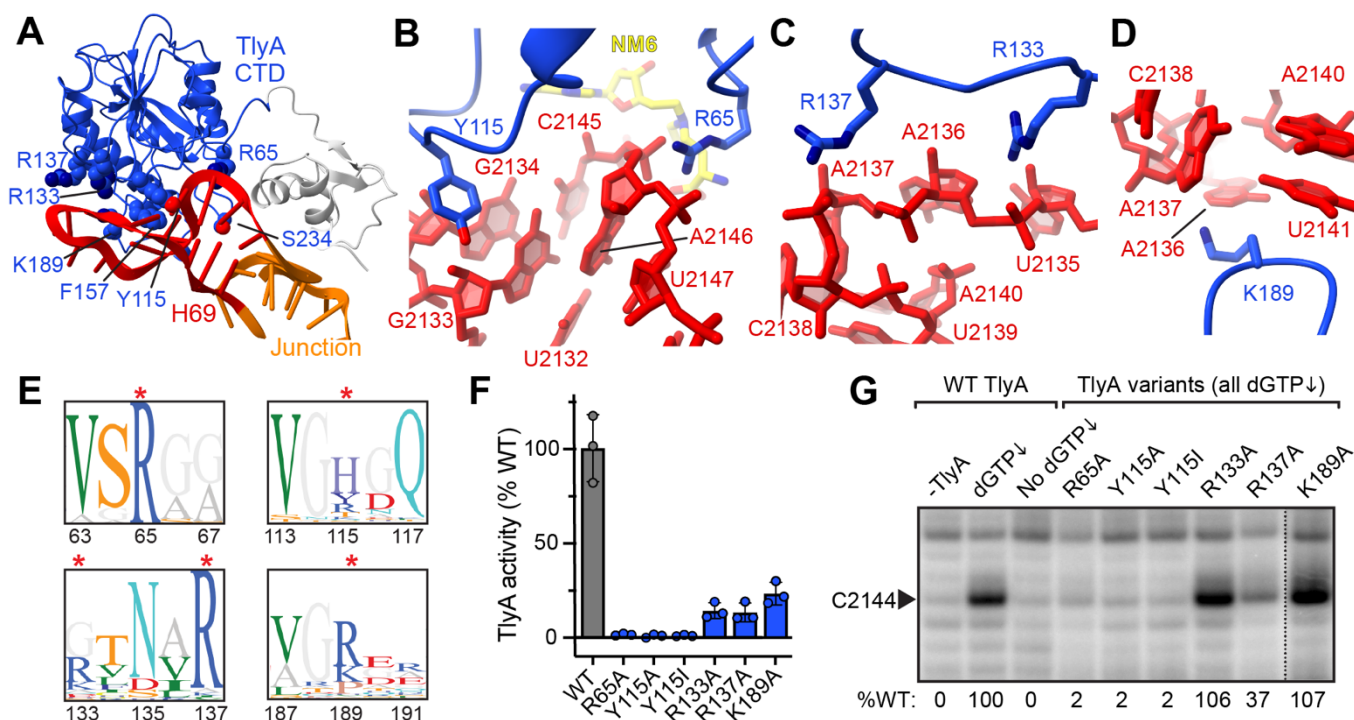 A
TlyA
CTD
R137
R65
R133
S234
K189
F157
Y115
H69
Junction
B
NM6
Y115
R65
C2145
G2134
A2146
U2147
G2133
U2132
C
R133
R137
A2136
A2137
U2135
A2140
C2138
U2139
D
C2138
A2140
A2137
U2141
A2136
K189
E
*
*
63 65 67
113 115 117
*
*
*
133 135 137
187 189 191
F
TlyA activity (% WT)
100
50
0
WT
R65A
Y115A
Y115I
R133A
R137A
K189A
G
WT TlyA
TlyA variants (all dGTP↓)
-TlyA
dGTP↓
No dGTP↓
R65A
Y115A
Y115I
R133A
R137A
K189A
C2144
%WT: 0 100 0 2 2 2 106 37 107